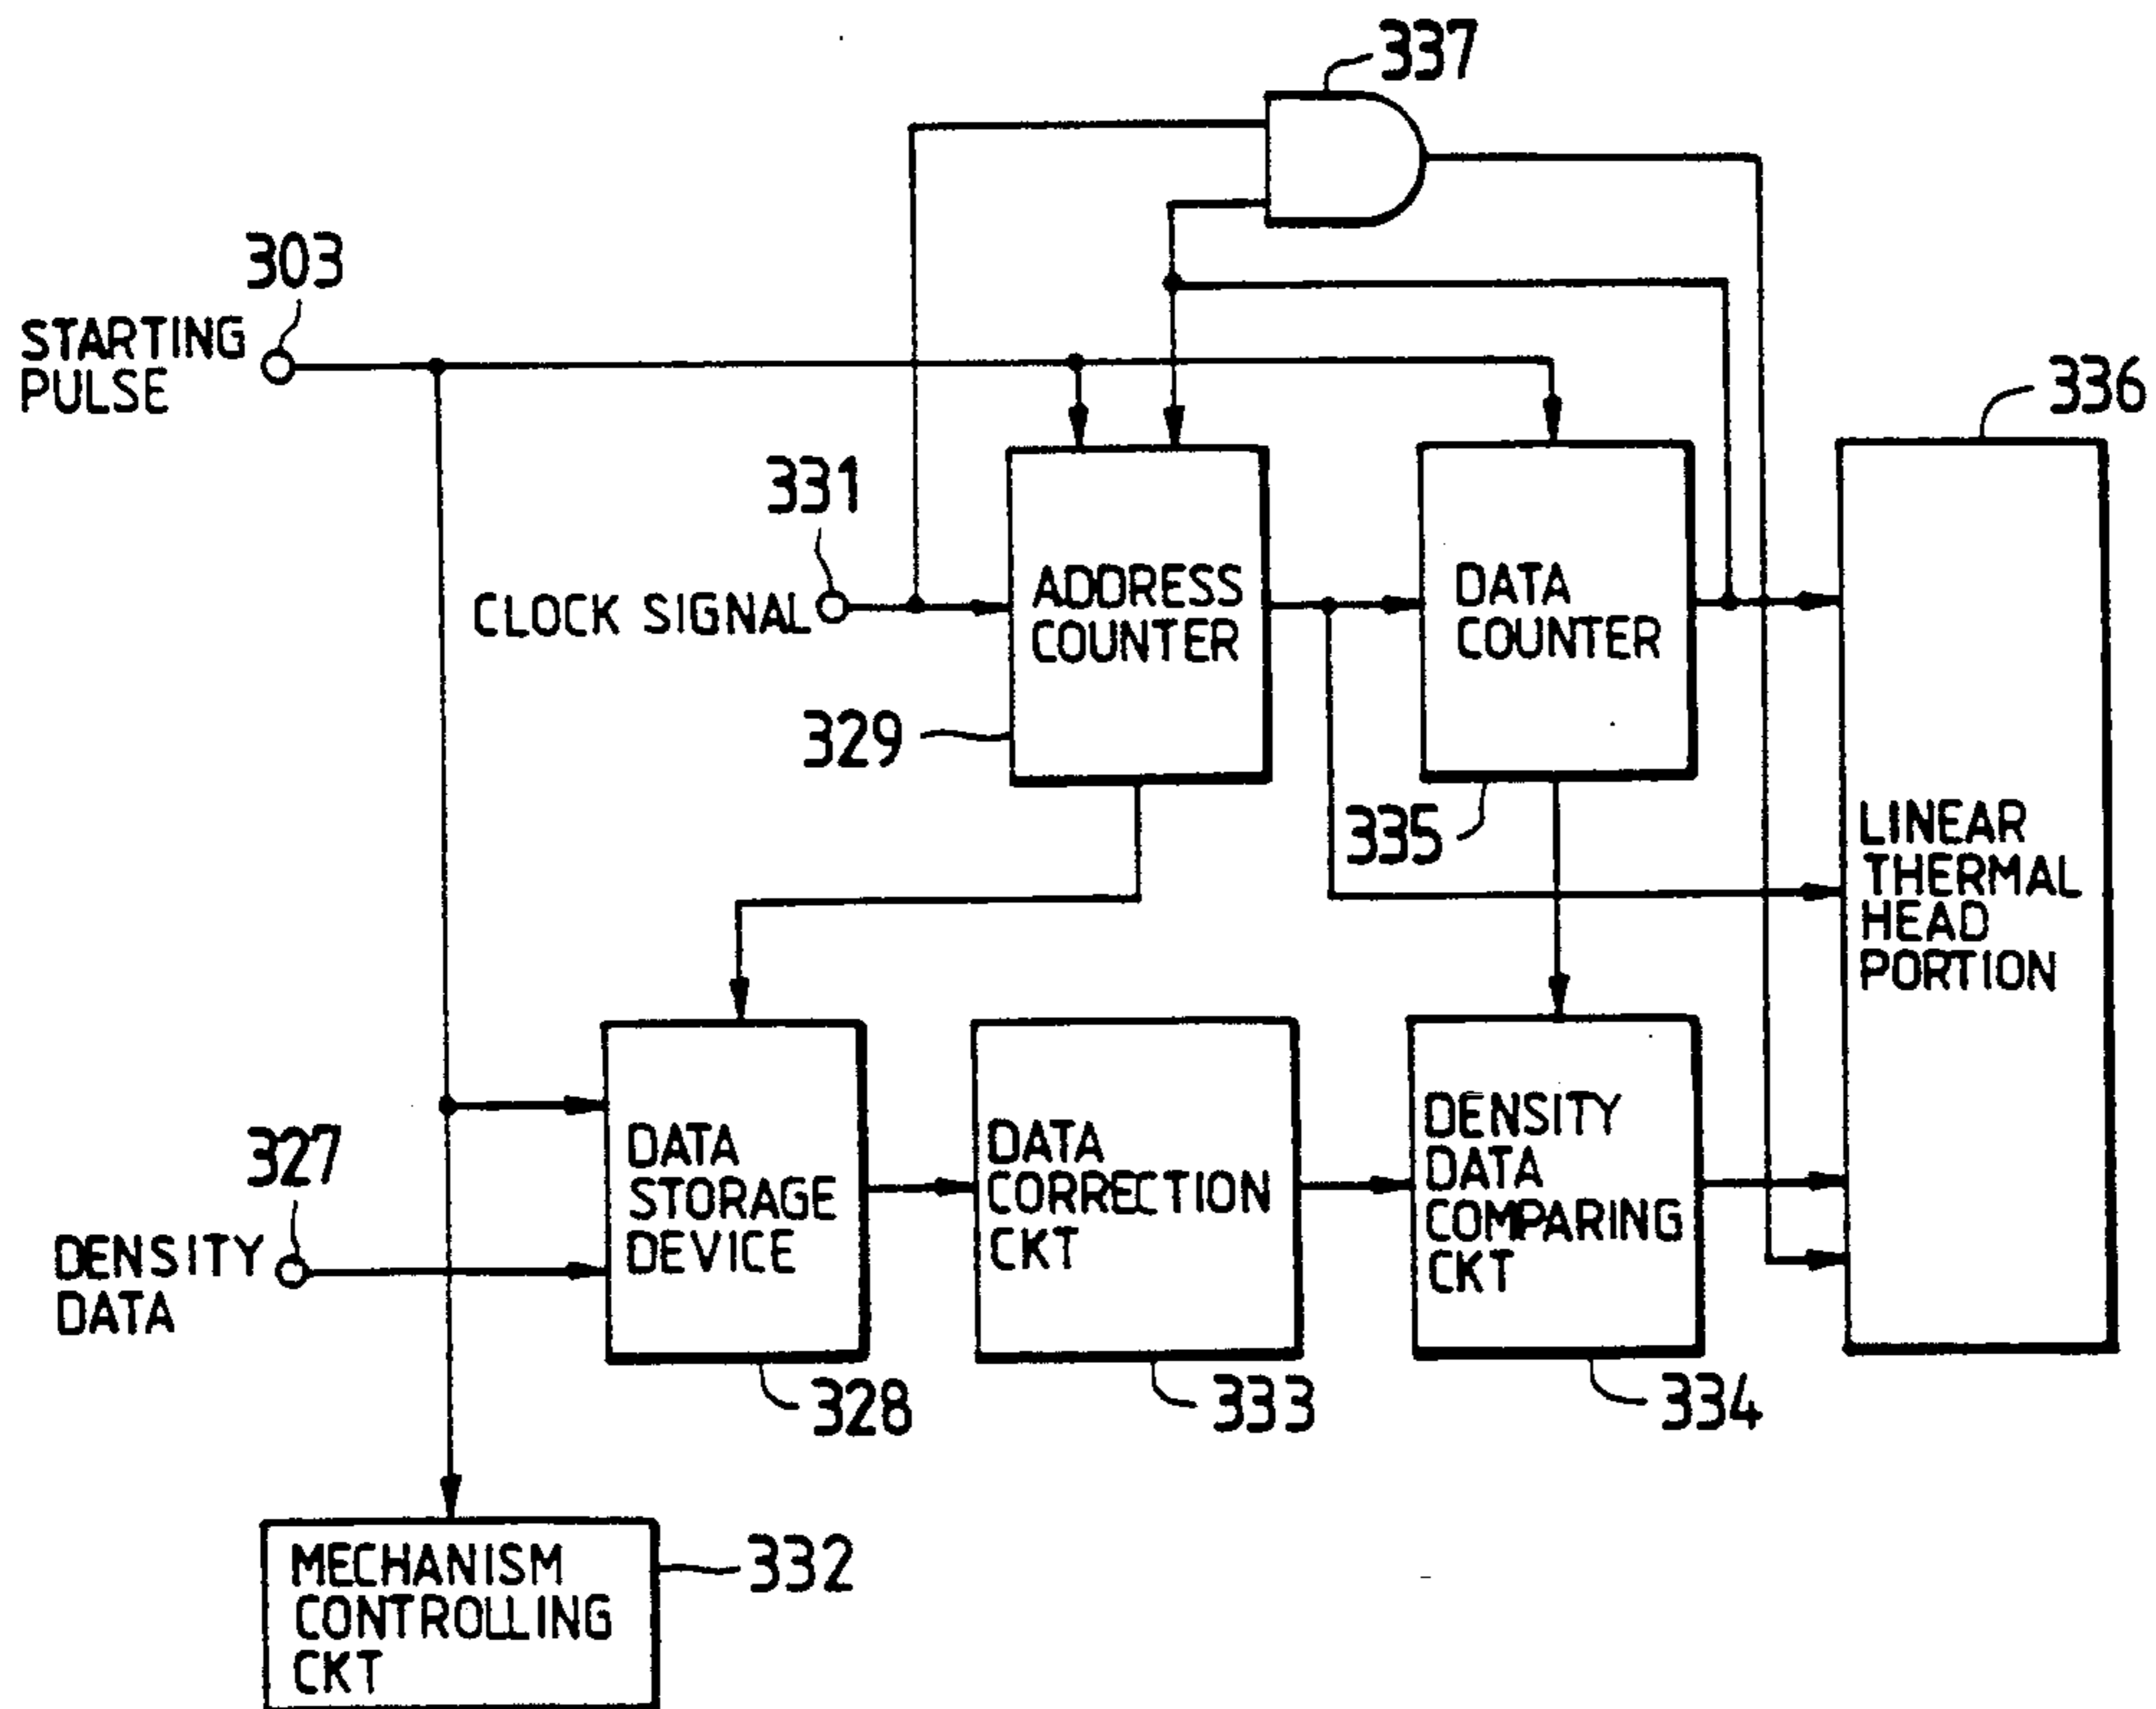 337
303
STARTING
PULSE
336
331
CLOCK SIGNAL
ADDRESS
COUNTER
DATA
COUNTER
329
335
LINEAR
THERMAL
HEAD
PORTION
327
DENSITY
DATA
DATA
STORAGE
DEVICE
DATA
CORRECTION
CKT
DENSITY
DATA
COMPARING
CKT
328
333
334
MECHANISM
CONTROLLING
CKT
332